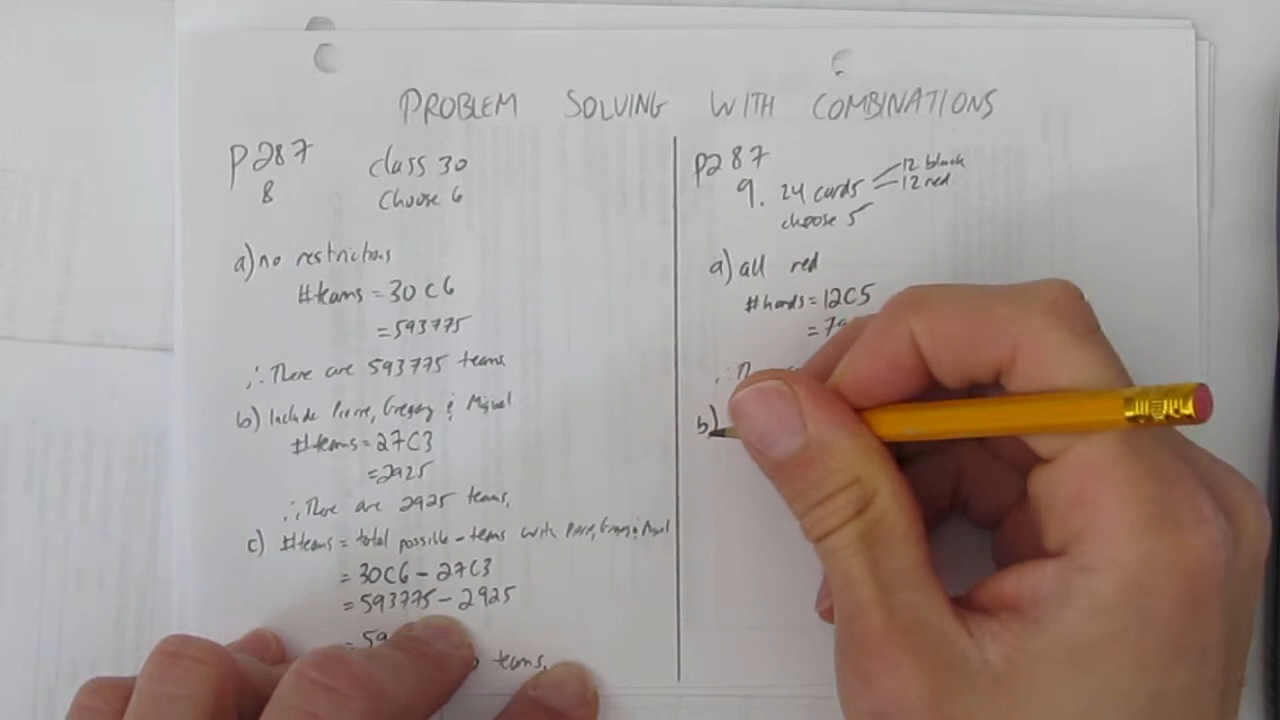 PROBLEM SOLVING WITH COMBINATIONS
P287
8
class 30
Choose 6
a) no restrictions
#teams = 30C6
= 593775
∴ There are 593775 teams
b) Include Pierre, Gregory & Miguel
#teams = 27C3
= 2925
∴ There are 2925 teams.
c) #teams = total possible - teams with Pierre, Gregory & Miguel
= 30C6 - 27C3
= 593775 - 2925
= 59
teams.
P287
9. 24 cards
12 black
12 red
choose 5
a) all red
#hands = 12C5
= 79
∴ Th
b)